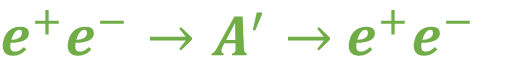 e⁺e⁻ → A′ → e⁺e⁻